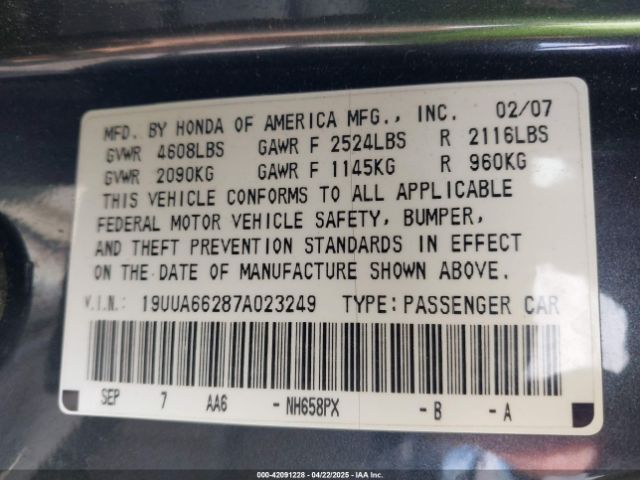 MFD. BY HONDA OF AMERICA MFG., INC. 02/07
GVWR 4608LBS GAWR F 2524LBS R 2116LBS
GVWR 2090KG GAWR F 1145KG R 960KG
THIS VEHICLE CONFORMS TO ALL APPLICABLE
FEDERAL MOTOR VEHICLE SAFETY, BUMPER,
AND THEFT PREVENTION STANDARDS IN EFFECT
ON THE DATE OF MANUFACTURE SHOWN ABOVE.
V.I.N.: 19UUA66287A023249 TYPE: PASSENGER CAR
SEP 7 AA6 - NH658PX - B - A
000-42091228 - 04/22/2025 - IAA Inc.